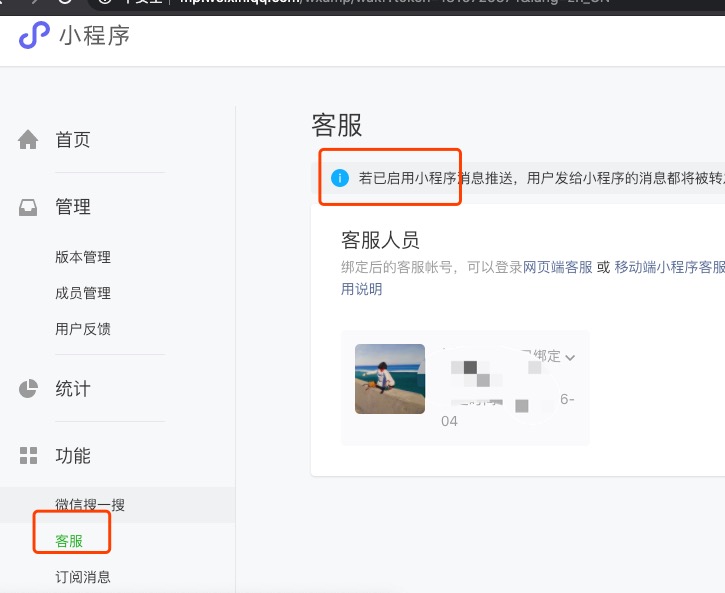 小程序
首页
管理
版本管理
成员管理
用户反馈
统计
功能
微信搜一搜
客服
订阅消息
客服
若已启用小程序消息推送，用户发给小程序的消息都将被转
客服人员
绑定后的客服帐号，可以登录网页端客服 或 移动端小程序客服
用说明
绑定
6-
04